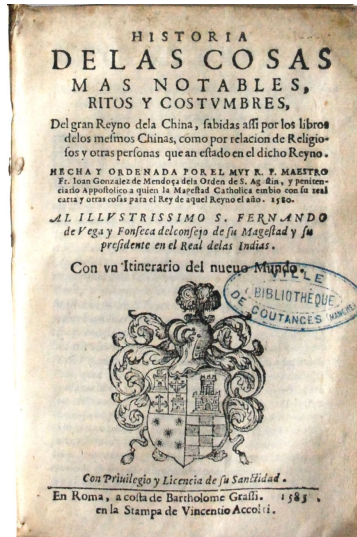 HISTORIA
DE LAS COSAS
MAS NOTABLES,
RITOS Y COSTVMBRES,
Del gran Reyno dela China, sabidas assi por los libros
delos mesmos Chinas, como por relacion de Religio-
sos y otras personas que an estado en el dicho Reyno.
HECHA Y ORDENADA POR EL MVY R. P. MAESTRO
Fr. Ioan Gonzalez de Mendoça dela Orden de S. Agustin, y peniten-
ciario Appostolico a quien la Magestad Catholica embio con su real
carta y otras cosas para el Rey de aquel Reyno el año. 1580.
AL ILLVSTRISSIMO S. FERNANDO
de Vega y Fonseca del consejo de su Magestad y su
presidente en el Real delas Indias.
Con vn Itinerario del nueuo Mundo.
VILLE
BIBLIOTHÈQUE
DE COUTANCES (MANCHE)
Con Priuilegio y Licencia de su Sanctidad.
En Roma, a costa de Bartholome Grassi. 1585.
en la Stampa de Vincentio Accolti.